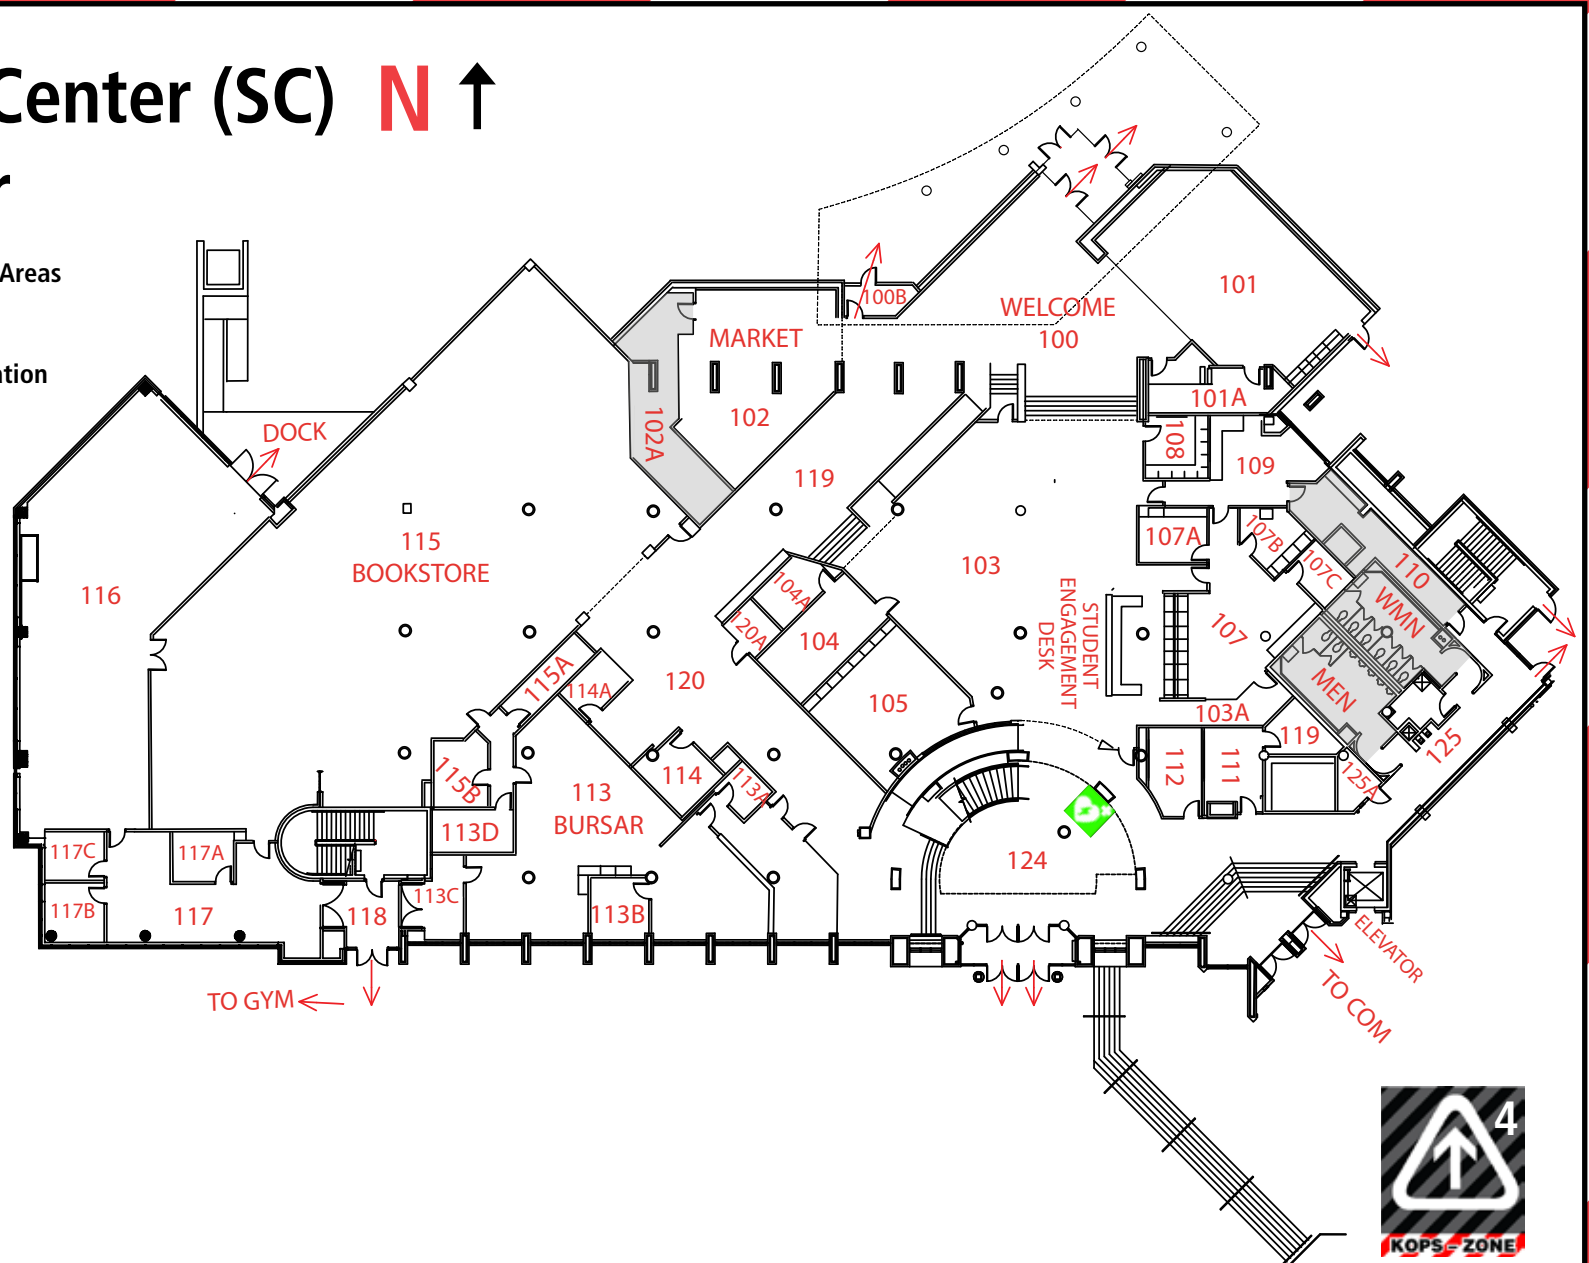 Center (SC) N
r
Areas
ation
WELCOME
100
100B
101
101A
MARKET
102
102A
DOCK
108
109
119
115
BOOKSTORE
116
103
107A
107B
107C
110
WMN
MEN
107
STUDENT
ENGAGEMENT
DESK
104A
120A
104
120
105
115A
114A
114
113A
115B
113
BURSAR
113D
113C
113B
103A
112
111
119
125A
125
124
117C
117A
117B
117
118
TO GYM
ELEVATOR
TO COM
4
KOPS - ZONE